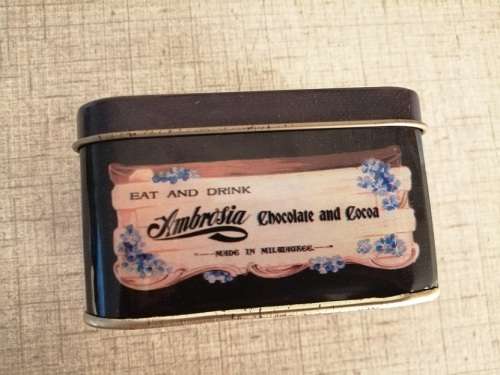 EAT AND DRINK
Ambrosia Chocolate and Cocoa
MADE IN MILWAUKEE